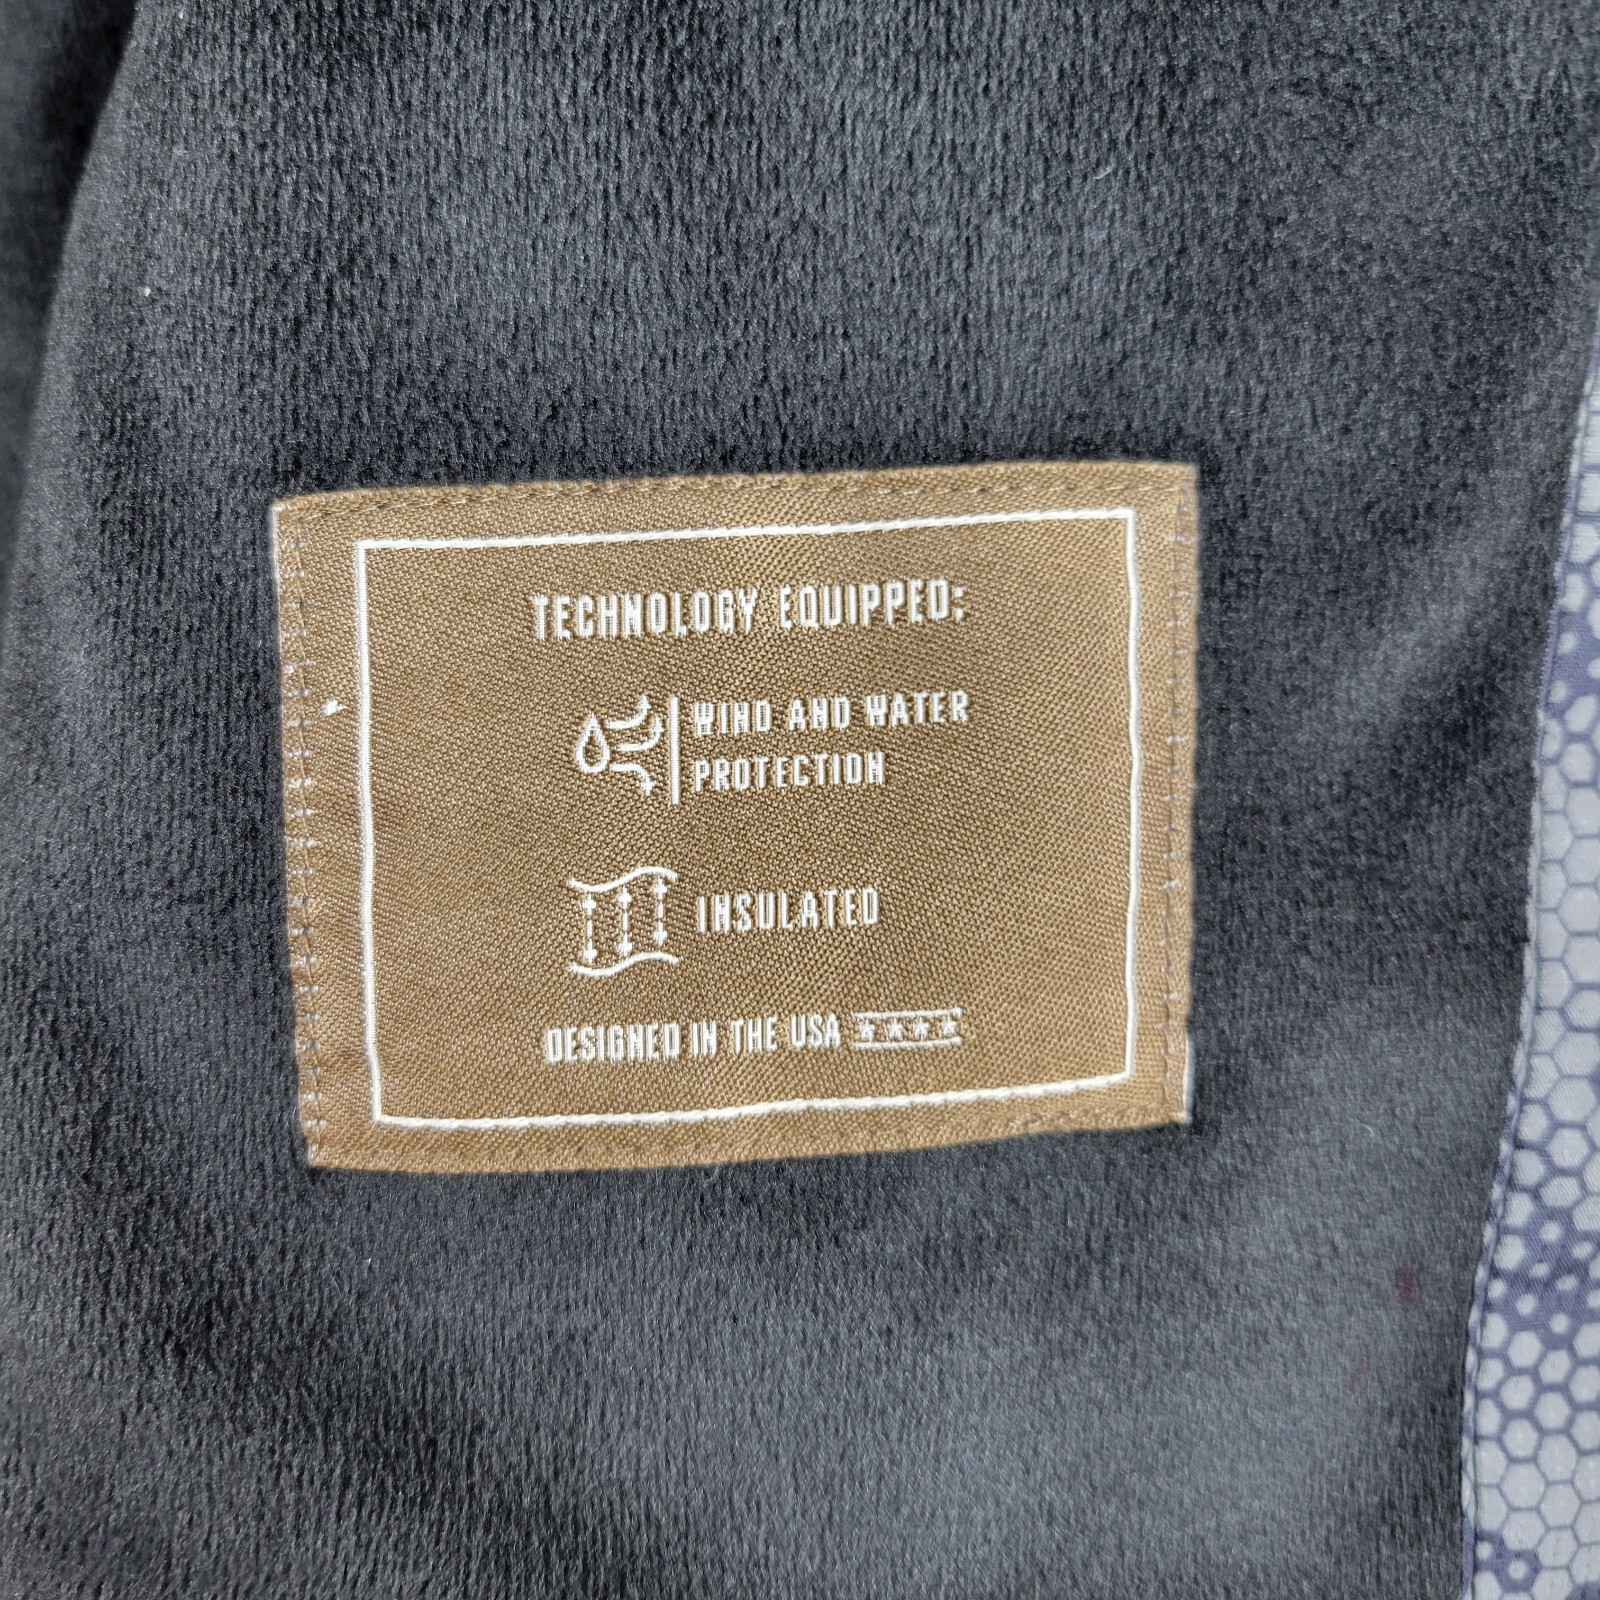 TECHNOLOGY EQUIPPED:
WIND AND WATER
PROTECTION
INSULATED
DESIGNED IN THE USA